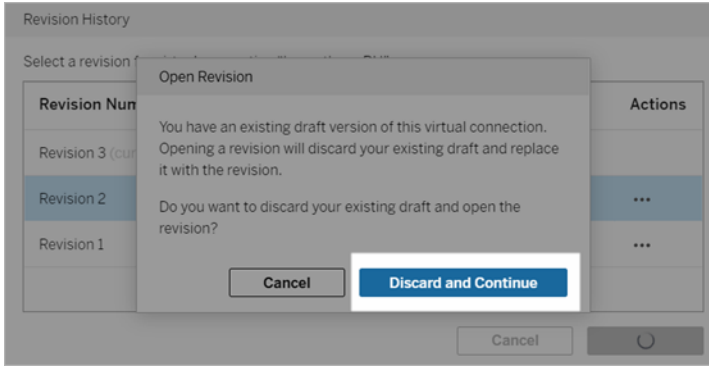 Revision History
Select a revision
Open Revision
Revision Num
Actions
You have an existing draft version of this virtual connection.
Opening a revision will discard your existing draft and replace
it with the revision.
Revision 3 (cur
Revision 2 •••
Do you want to discard your existing draft and open the
revision?
Revision 1 •••
Cancel Discard and Continue
Cancel